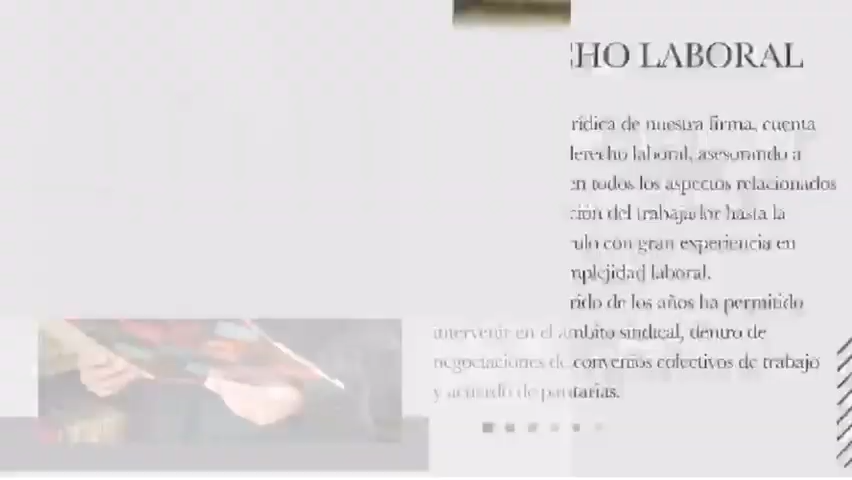 HO LABORAL
rídica de nuestra firma, cuenta
derecho laboral, asesorando a
en todos los aspectos relacionados
ción del trabajador hasta la
ulo con gran experiencia en
mplejidad laboral.
rido de los años ha permitido
intervenir en el ámbito sindical, dentro de
negociaciones de convenios colectivos de trabajo
y actuando de paritarias.